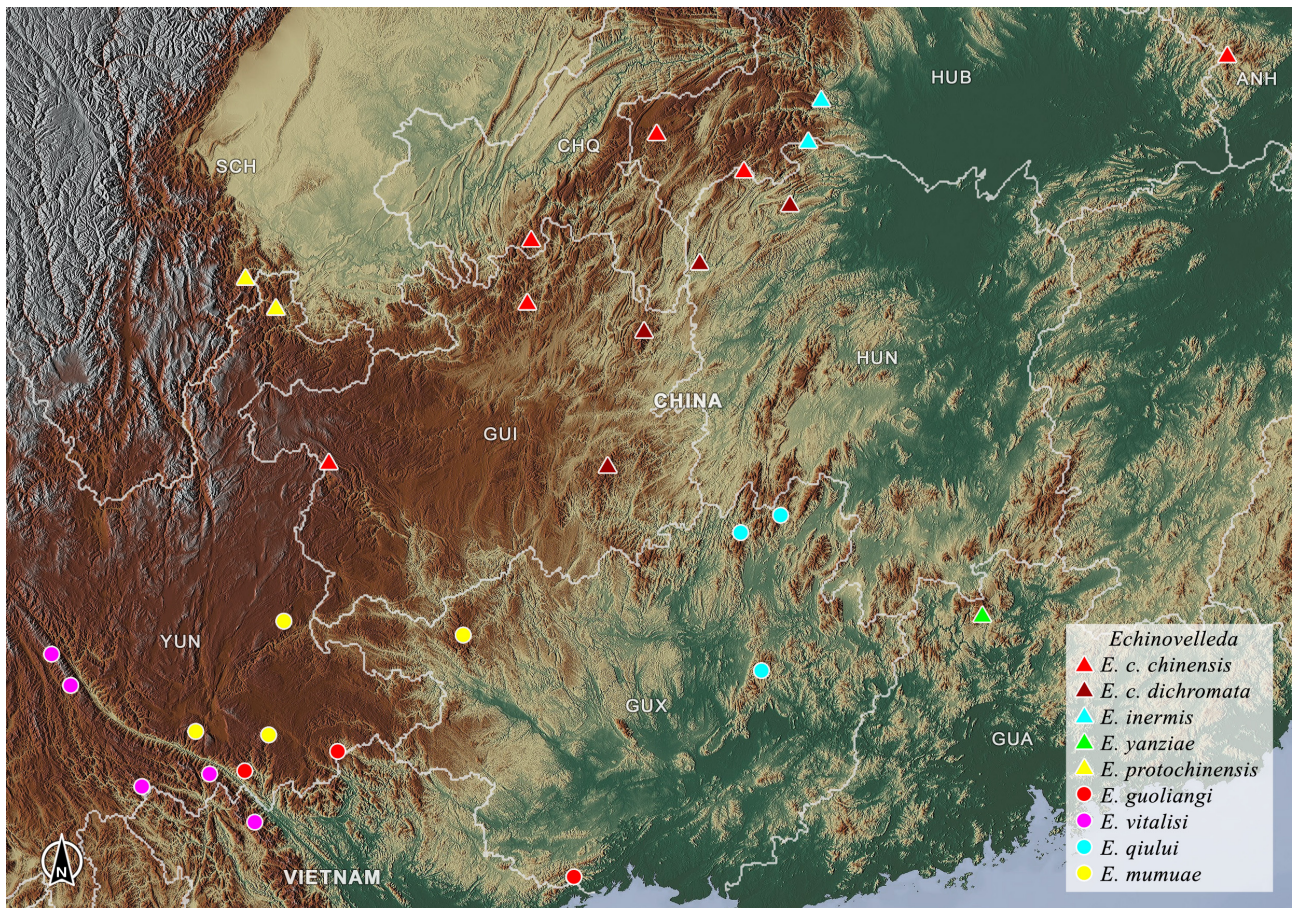 HUB
ANH
CHQ
SCH
HUN
CHINA
GUI
YUN
GUX
GUA
VIETNAM
N
Echinovelleda
E. c. chinensis
E. c. dichromata
E. inermis
E. yanziae
E. protochinensis
E. guoliangi
E. vitalisi
E. qiului
E. mumuae